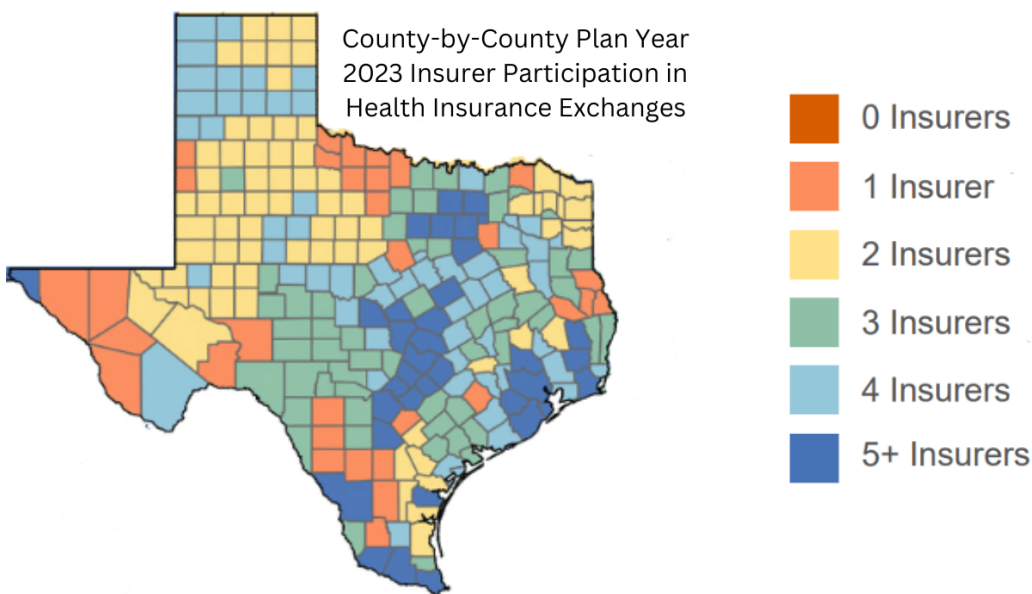 County-by-County Plan Year
2023 Insurer Participation in
Health Insurance Exchanges
0 Insurers
1 Insurer
2 Insurers
3 Insurers
4 Insurers
5+ Insurers